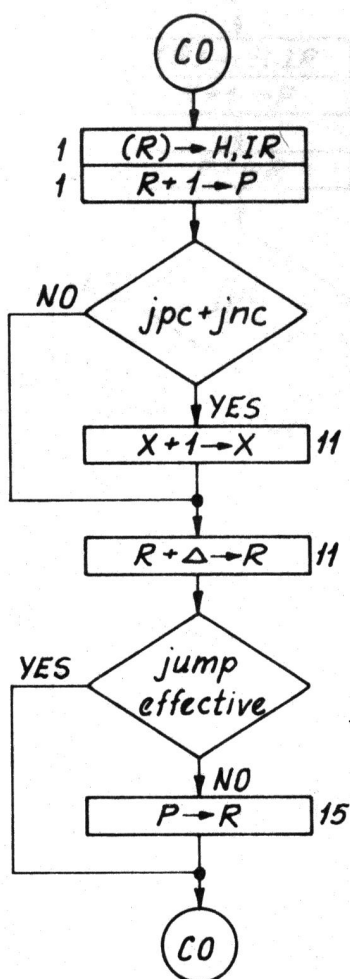 CO
1 (R) → H, IR
1 R + 1 → P
NO
jpc + jnc
YES
X + 1 → X 11
R + Δ → R 11
YES
jump
effective
NO
P → R 15
CO